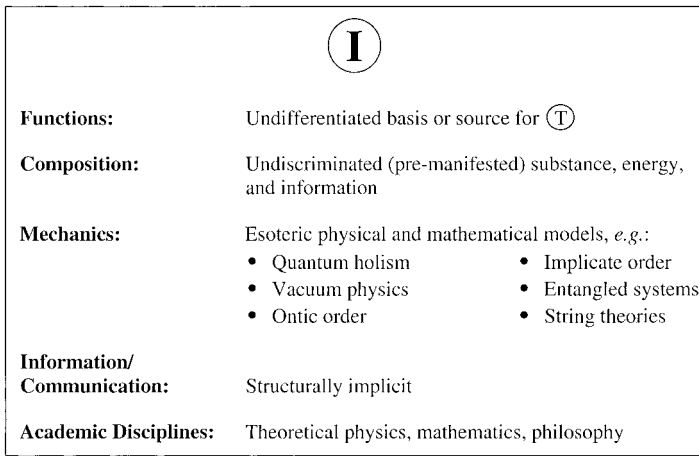 I
Functions: Undifferentiated basis or source for T
Composition: Undiscriminated (pre-manifested) substance, energy,
and information
Mechanics: Esoteric physical and mathematical models, e.g.:
• Quantum holism • Implicate order
• Vacuum physics • Entangled systems
• Ontic order • String theories
Information/
Communication: Structurally implicit
Academic Disciplines: Theoretical physics, mathematics, philosophy